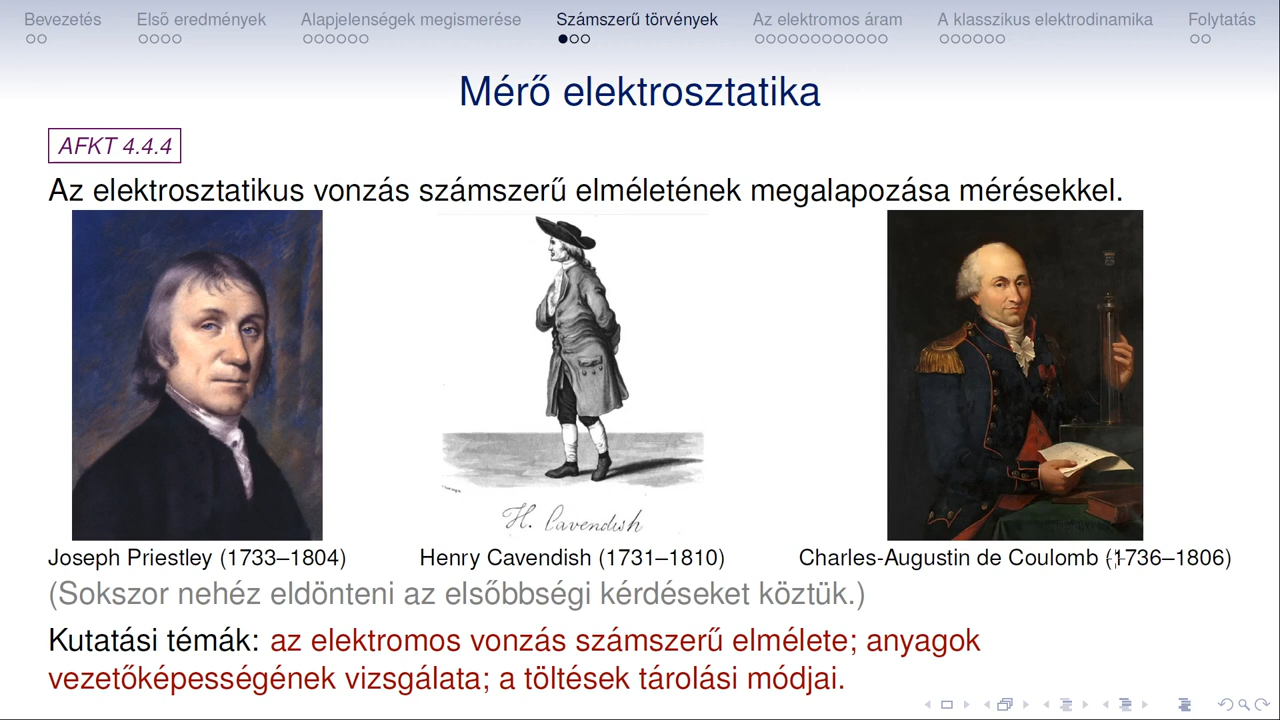 Bevezetés Első eredmények Alapjelenségek megismerése Számszerű törvények Az elektromos áram A klasszikus elektrodinamika Folytatás
Mérő elektrosztatika
AFKT 4.4.4
Az elektrosztatikus vonzás számszerű elméletének megalapozása mérésekkel.
H. Cavendish
Joseph Priestley (1733–1804) Henry Cavendish (1731–1810) Charles-Augustin de Coulomb (1736–1806)
(Sokszor nehéz eldönteni az elsőbbségi kérdéseket köztük.)
Kutatási témák: az elektromos vonzás számszerű elmélete; anyagok
vezetőképességének vizsgálata; a töltések tárolási módjai.